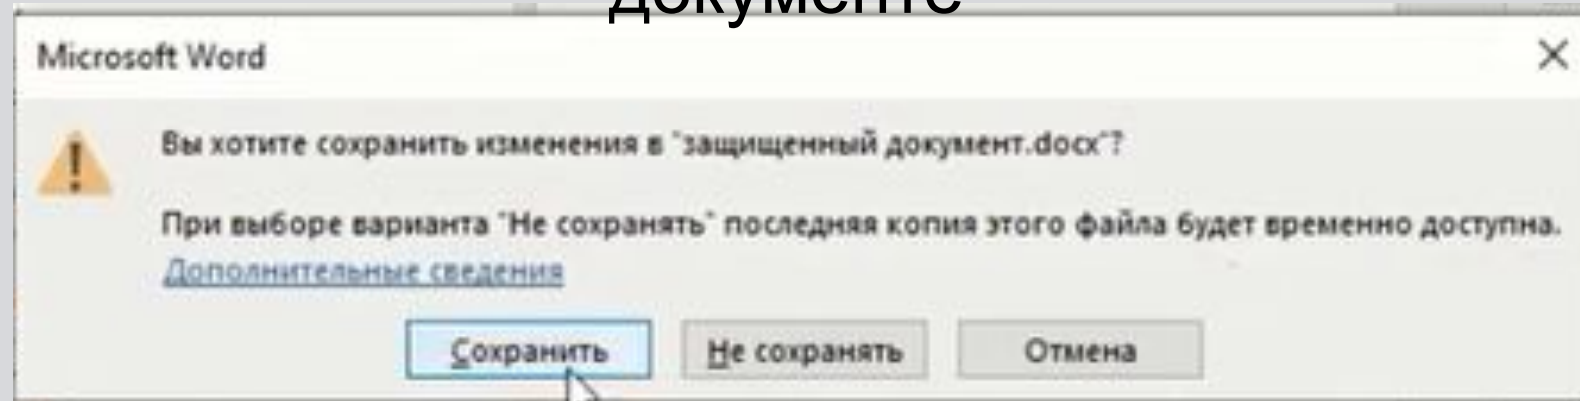 документе
Microsoft Word
Вы хотите сохранить изменения в "защищенный документ.docx"?
При выборе варианта "Не сохранять" последняя копия этого файла будет временно доступна.
Дополнительные сведения
Сохранить Не сохранять Отмена